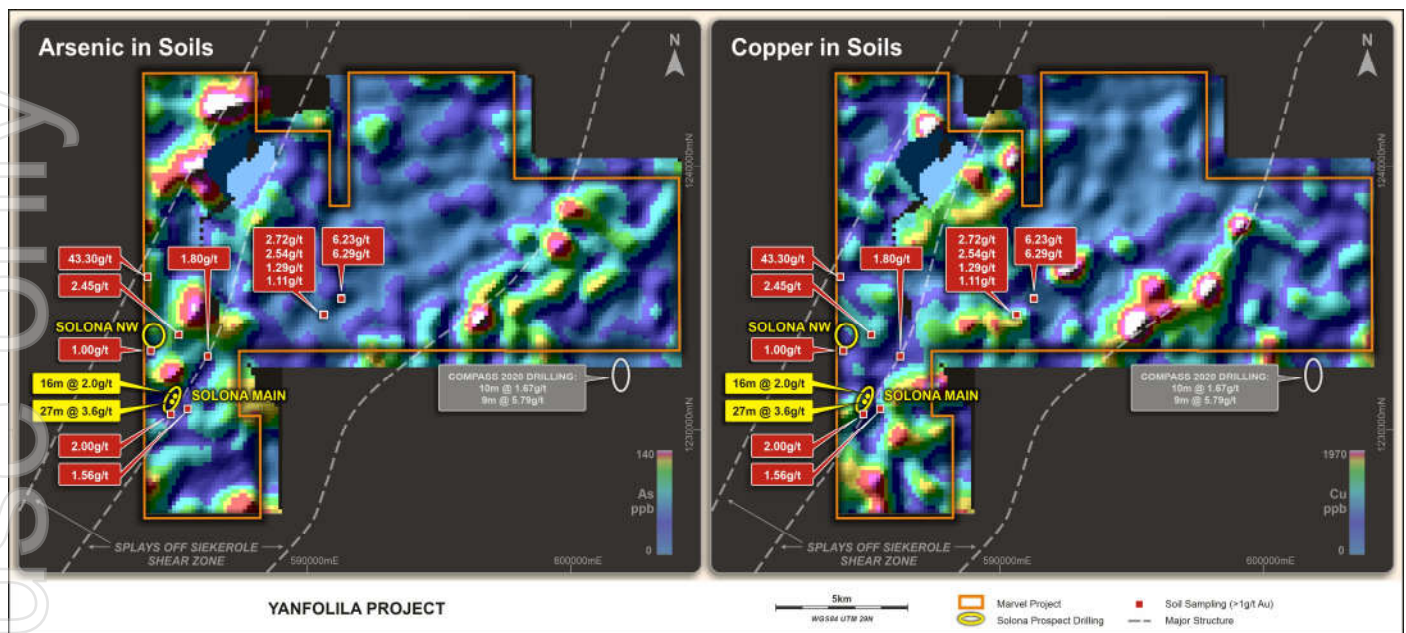 Arsenic in Soils
N
1240000mN
2.72g/t
2.54g/t
1.29g/t
1.11g/t
6.23g/t
6.29g/t
43.30g/t
1.80g/t
2.45g/t
SOLONA NW
1.00g/t
16m @ 2.0g/t
SOLONA MAIN
27m @ 3.6g/t
COMPASS 2020 DRILLING:
10m @ 1.67g/t
9m @ 5.79g/t
2.00g/t
1.56g/t
1230000mN
140
As
ppb
0
SPLAYS OFF SIEKEROLE
SHEAR ZONE
590000mE
600000mE
Copper in Soils
N
1240000mN
2.72g/t
2.54g/t
1.29g/t
1.11g/t
6.23g/t
6.29g/t
43.30g/t
1.80g/t
2.45g/t
SOLONA NW
1.00g/t
16m @ 2.0g/t
SOLONA MAIN
27m @ 3.6g/t
COMPASS 2020 DRILLING:
10m @ 1.67g/t
9m @ 5.79g/t
2.00g/t
1.56g/t
1230000mN
1970
Cu
ppb
0
SPLAYS OFF SIEKEROLE
SHEAR ZONE
590000mE
600000mE
YANFOLILA PROJECT
5km
WGS84 UTM 29N
Marvel Project
Solona Prospect Drilling
Soil Sampling (>1g/t Au)
Major Structure